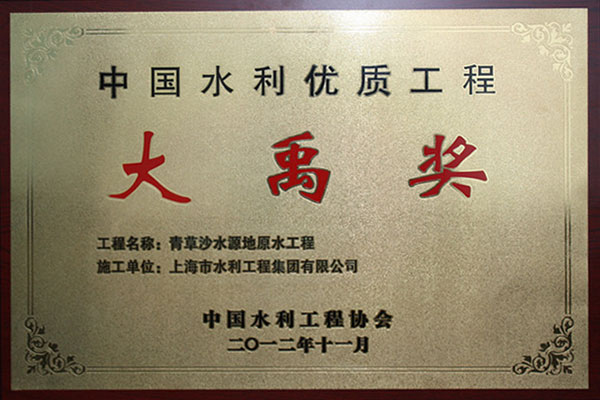 中国水利优质工程
大禹奖
工程名称：青草沙水源地原水工程
施工单位：上海市水利工程集团有限公司
中国水利工程协会
二〇一二年十一月